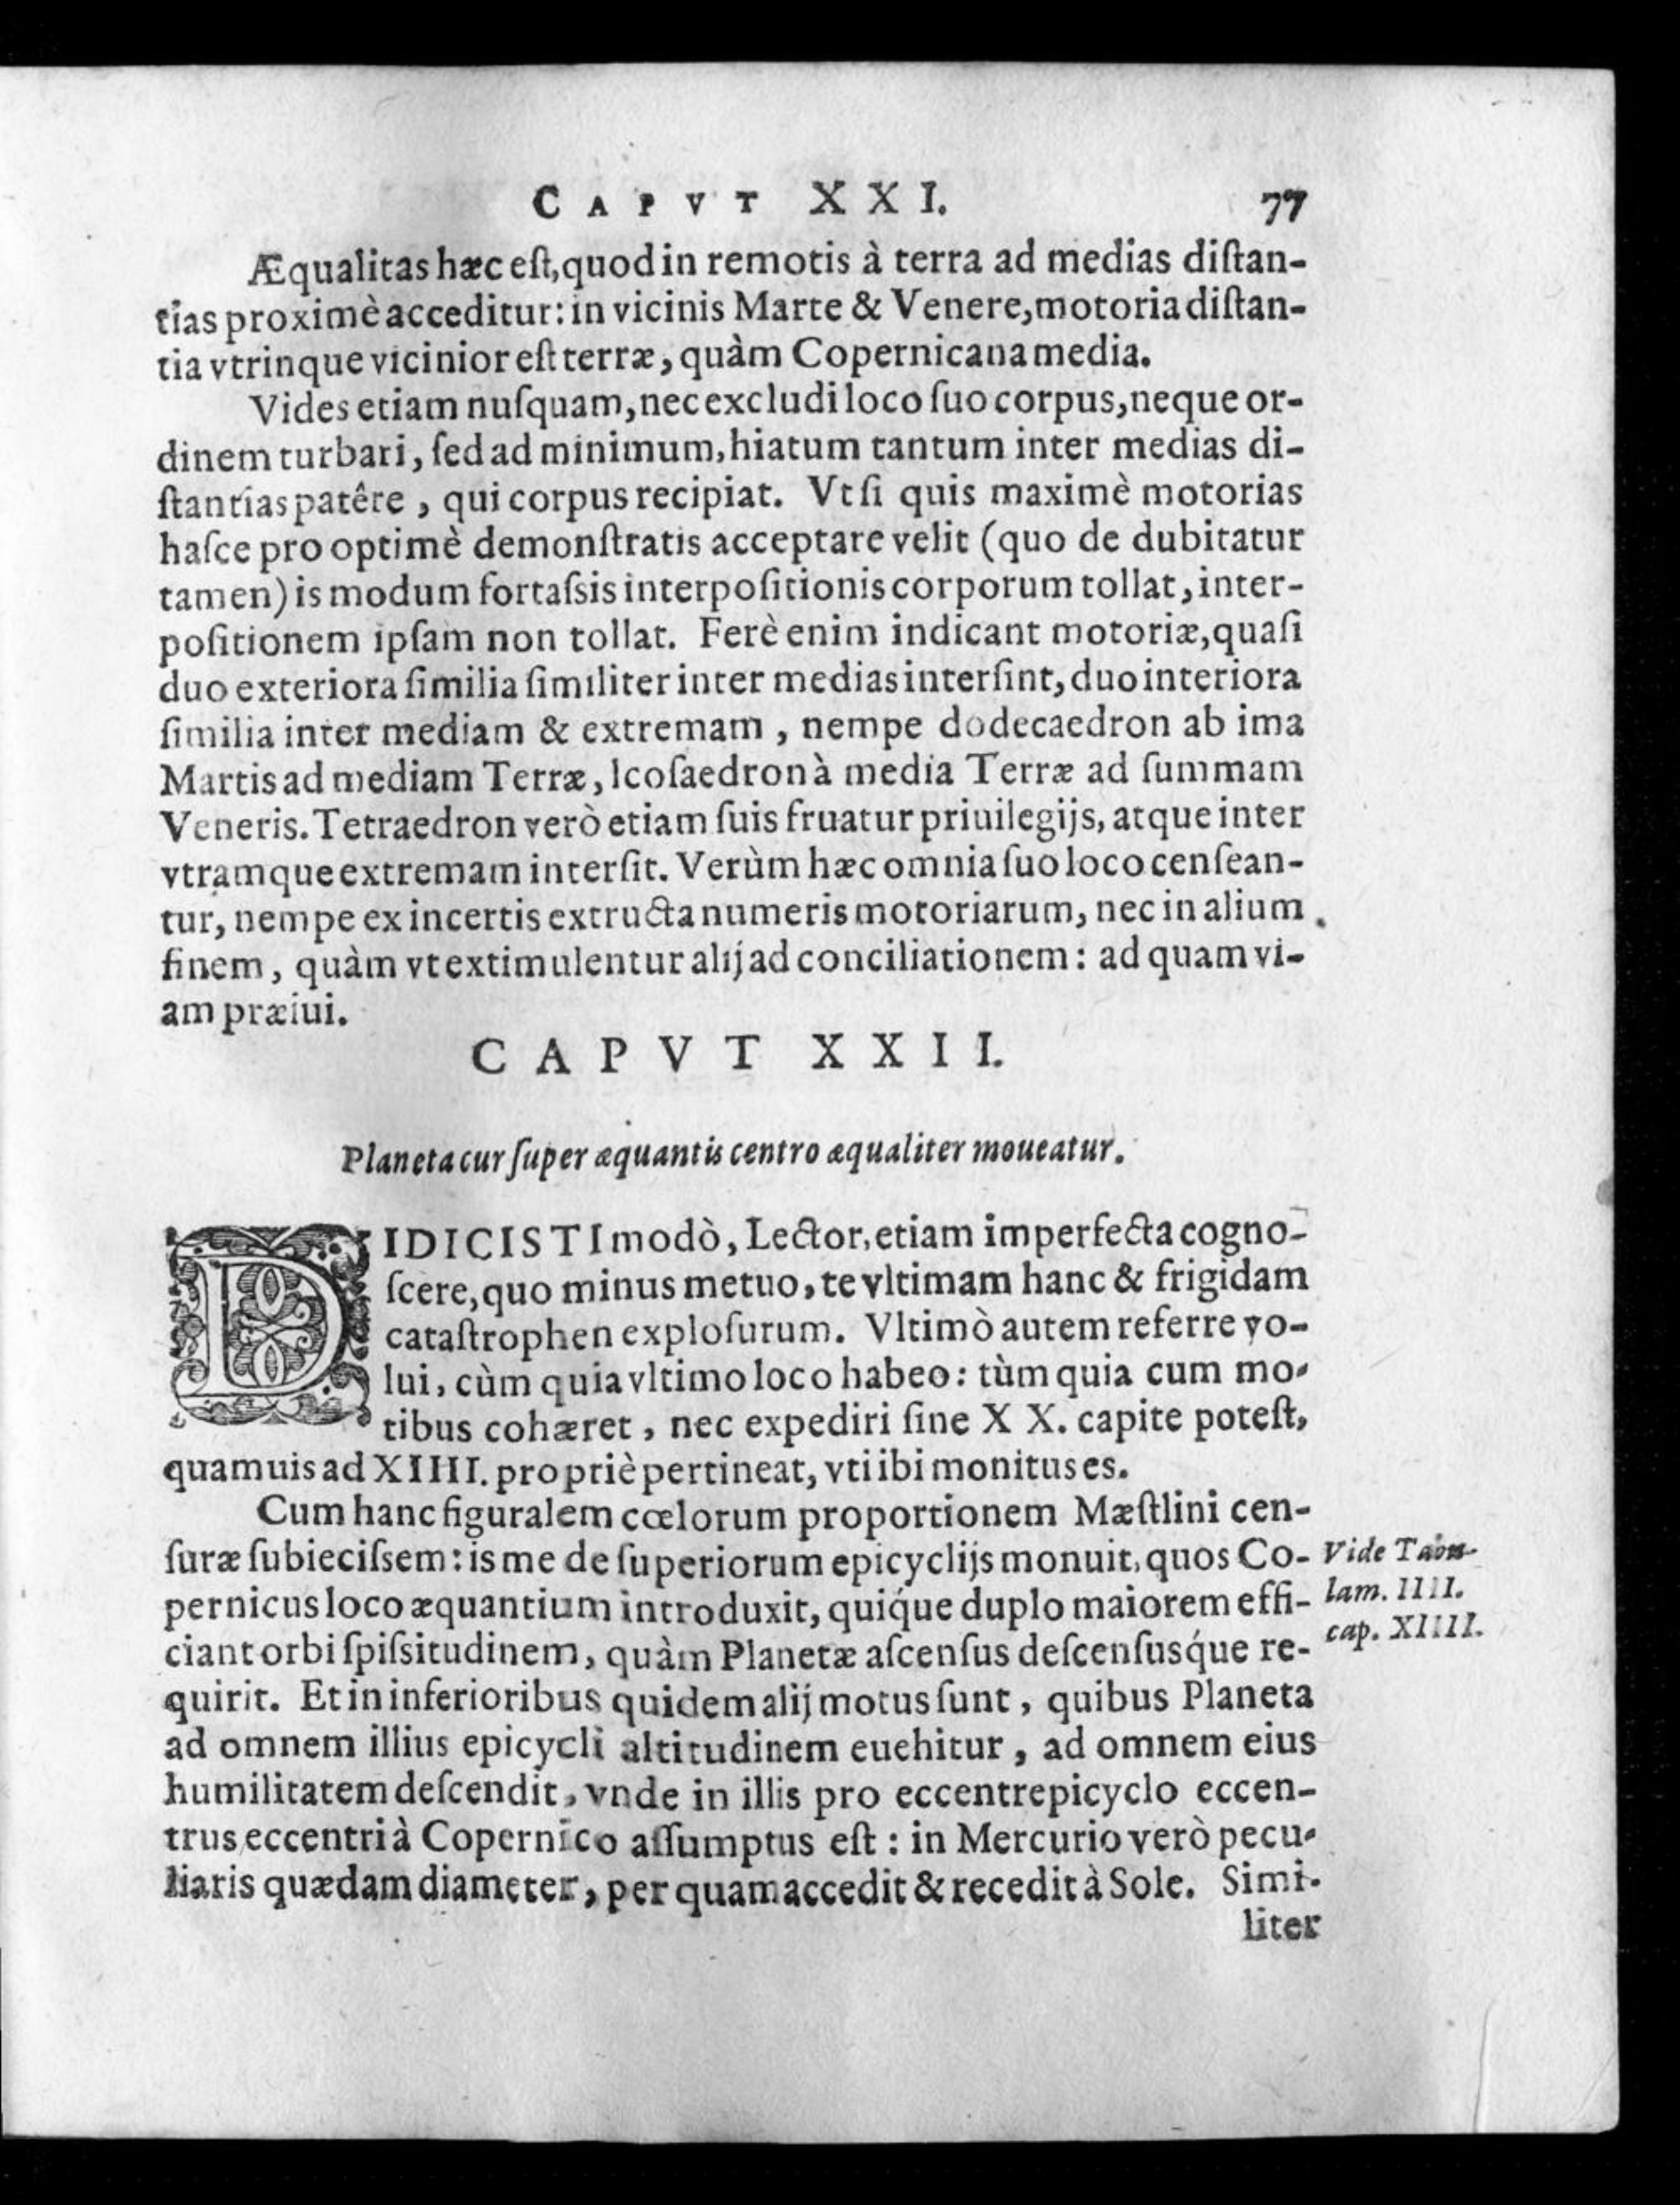 CAPVT XXI. 77
Æqualitas hæc eſt, quod in remotis à terra ad medias diſtan-
tias proximè acceditur: in vicinis Marte & Venere, motoria diſtan-
tia vtrinque vicinior eſt terræ, quàm Copernicana media.
Vides etiam nuſquam, nec excludi loco ſuo corpus, neque or-
dinem turbari, ſed ad minimum, hiatum tantum inter medias di-
ſtantias patêre, qui corpus recipiat. Vt ſi quis maximè motorias
haſce pro optimè demonſtratis acceptare velit (quo de dubitatur
tamen) is modum fortaſsis interpoſitionis corporum tollat, inter-
poſitionem ipſam non tollat. Ferè enim indicant motoriæ, quaſi
duo exteriora ſimilia ſimiliter inter medias interſint, duo interiora
ſimilia inter mediam & extremam, nempe dodecaedron ab ima
Martis ad mediam Terræ, Icoſaedron à media Terræ ad ſummam
Veneris. Tetraedron verò etiam ſuis fruatur priuilegijs, atque inter
vtramque extremam interſit. Verùm hæc omnia ſuo loco cenſean-
tur, nempe ex incertis extructa numeris motoriarum, nec in alium
finem, quàm vt extimulentur alij ad conciliationem: ad quam vi-
am præiui.
CAPVT XXII.
Planeta cur ſuper æquantis centro æqualiter moueatur.
DIDICISTI modò, Lector, etiam imperfecta cogno-
ſcere, quo minus metuo, te vltimam hanc & frigidam
cataſtrophen exploſurum. Vltimò autem referre vo-
lui, cùm quia vltimo loco habeo: tùm quia cum mo-
tibus cohæret, nec expediri ſine XX. capite poteſt,
quamuis ad XIIII. propriè pertineat, vti ibi monitus es.
Cum hanc figuralem cœlorum proportionem Mæſtlini cen-
ſuræ ſubieciſsem: is me de ſuperiorum epicyclijs monuit, quos Co-
pernicus loco æquantium introduxit, quiq́ue duplo maiorem effi-
ciant orbi ſpiſsitudinem, quàm Planetæ aſcenſus deſcenſusq́ue re-
quirit. Et in inferioribus quidem alij motus ſunt, quibus Planeta
ad omnem illius epicycli altitudinem euehitur, ad omnem eius
humilitatem deſcendit, vnde in illis pro eccentrepicyclo eccen-
trus eccentri à Copernico aſſumptus eſt: in Mercurio verò pecu-
liaris quædam diameter, per quam accedit & recedit à Sole. Simi-
liter
Vide Tabu-
lam. IIII.
cap. XIIII.